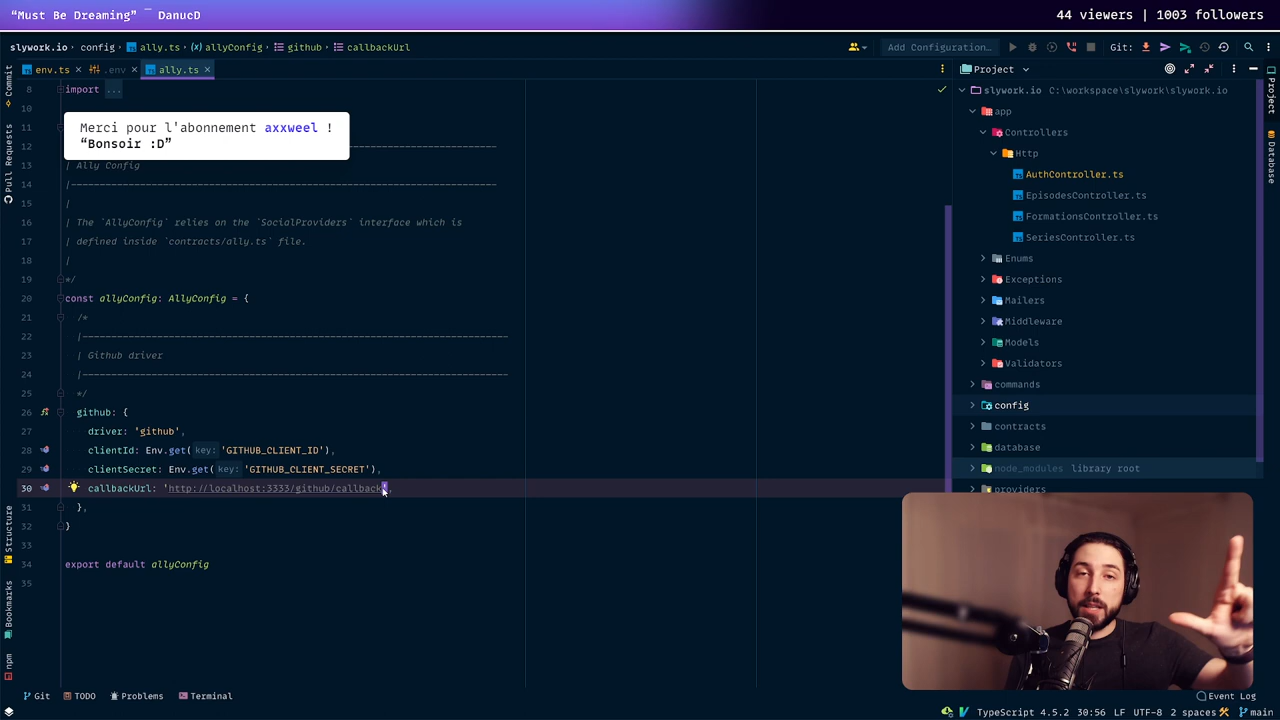 “Must Be Dreaming” — DanucD
44 viewers | 1003 followers
slywork.io › config › ally.ts › allyConfig › github › callbackUrl
Add Configuration...
Git:
env.ts
.env
ally.ts
Project
8 import ...
10
Merci pour l'abonnement axxweel !
“Bonsoir :D”
11
12 |-----------------------------------------------------------------------
13 | Ally Config
14 |--------------------------------------------------------------------------
15 |
16 | The `AllyConfig` relies on the `SocialProviders` interface which is
17 | defined inside `contracts/ally.ts` file.
18 |
19 */
20 const allyConfig: AllyConfig = {
21 /*
22 |--------------------------------------------------------------------------
23 | Github driver
24 |--------------------------------------------------------------------------
25 */
26 github: {
27 driver: 'github',
28 clientId: Env.get( key: 'GITHUB_CLIENT_ID'),
29 clientSecret: Env.get( key: 'GITHUB_CLIENT_SECRET'),
30 callbackUrl: 'http://localhost:3333/github/callback',
31 },
32 }
33
34 export default allyConfig
35
slywork.io C:\workspace\slywork\slywork.io
app
Controllers
Http
AuthController.ts
EpisodesController.ts
FormationsController.ts
SeriesController.ts
Enums
Exceptions
Mailers
Middleware
Models
Validators
commands
config
contracts
database
node_modules library root
providers
Commit
Pull Requests
Structure
Bookmarks
npm
Project
Database
Git
TODO
Problems
Terminal
Event Log
TypeScript 4.5.2 30:56 LF UTF-8 2 spaces main